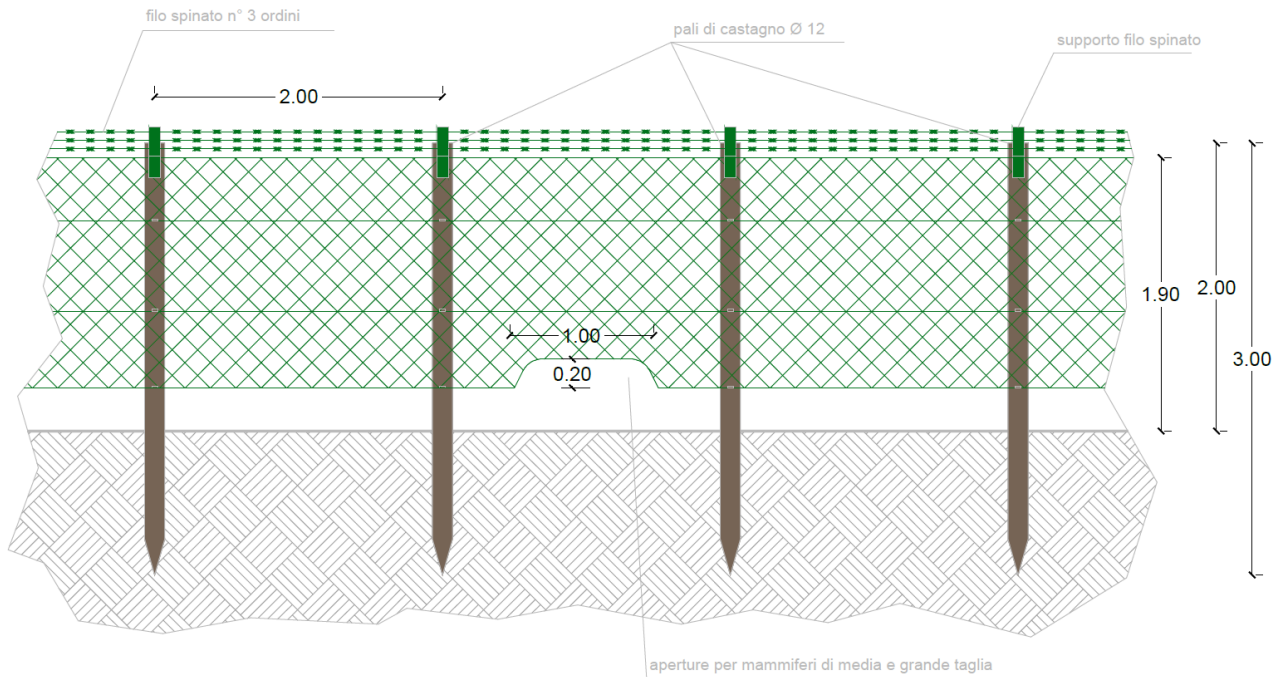 filo spinato n° 3 ordini
pali di castagno Ø 12
supporto filo spinato
2.00
1.90
2.00
3.00
1.00
0.20
aperture per mammiferi di media e grande taglia